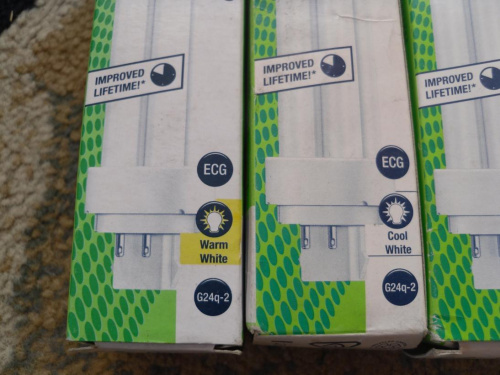 IMPROVED
LIFETIME!*
ECG
Warm
White
G24q-2
IMPROVED
LIFETIME!*
ECG
Cool
White
G24q-2
IMPROVED
LIFETIME!*